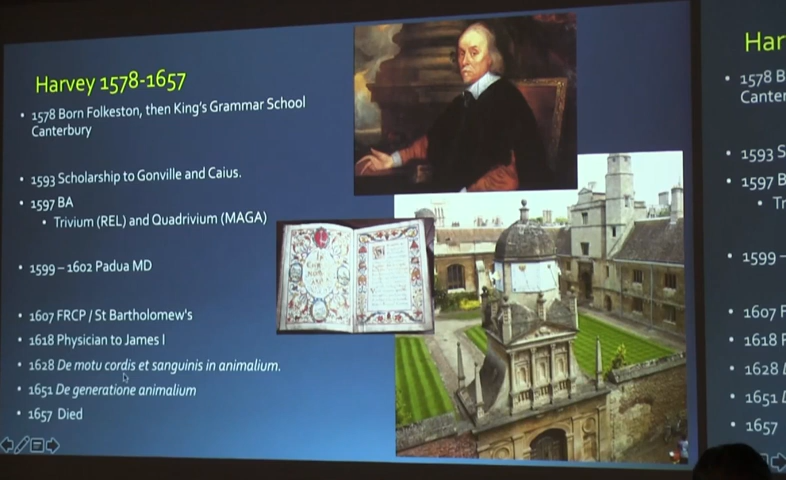 Harvey 1578-1657
• 1578 Born Folkeston, then King's Grammar School
Canterbury
• 1593 Scholarship to Gonville and Caius.
• 1597 BA
• Trivium (REL) and Quadrivium (MAGA)
• 1599 – 1602 Padua MD
• 1607 FRCP / St Bartholomew's
• 1618 Physician to James I
• 1628 De motu cordis et sanguinis in animalium.
• 1651 De generatione animalium
• 1657 Died
Har
• 1578 B
Canter
• 1593 S
• 1597 B
• Tr
• 1599 –
• 1607 F
• 1618 P
• 1628 D
• 1651 D
• 1657